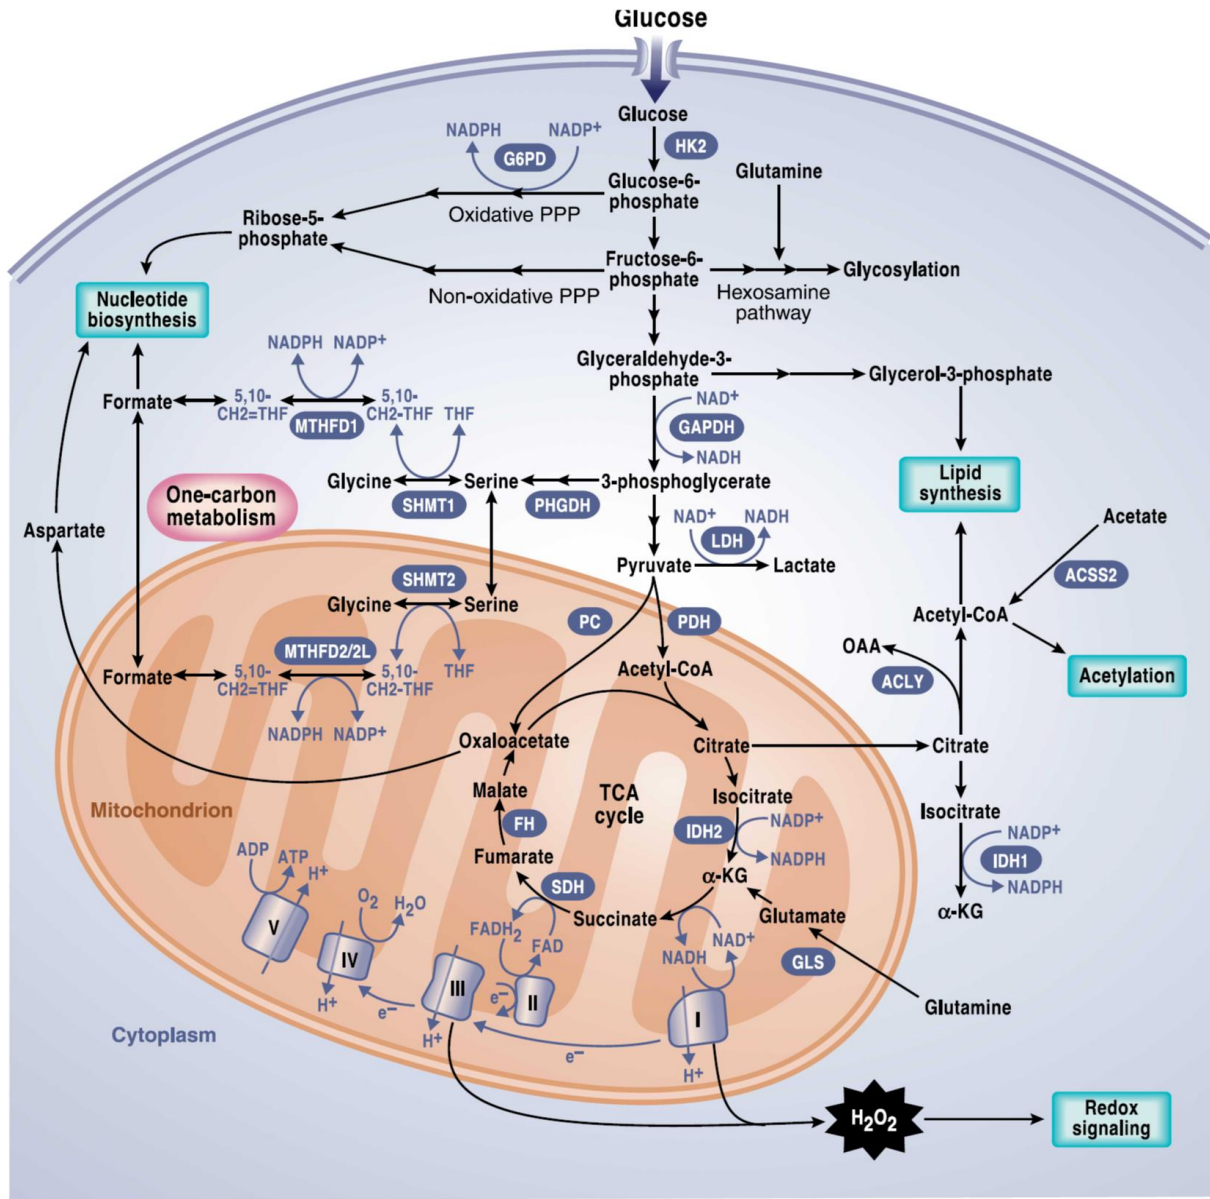 Glucose
Glucose
NADPH
NADP+
G6PD
HK2
Glucose-6-
phosphate
Glutamine
Oxidative PPP
Ribose-5-
phosphate
Fructose-6-
phosphate
Glycosylation
Non-oxidative PPP
Hexosamine
pathway
Nucleotide
biosynthesis
NADPH
NADP+
Glyceraldehyde-3-
phosphate
Glycerol-3-phosphate
Formate
5,10-
CH2=THF
MTHFD1
5,10-
CH2-THF
THF
NAD+
GAPDH
NADH
Glycine
Serine
SHMT1
PHGDH
3-phosphoglycerate
Lipid
synthesis
One-carbon
metabolism
Aspartate
NAD+
NADH
LDH
Pyruvate
Lactate
Acetate
ACSS2
SHMT2
Glycine
Serine
PC
PDH
Acetyl-CoA
OAA
ACLY
Acetylation
MTHFD2/2L
Formate
5,10-
CH2=THF
5,10-
CH2-THF
THF
NADPH
NADP+
Acetyl-CoA
Oxaloacetate
Citrate
Citrate
Malate
TCA
cycle
Isocitrate
Isocitrate
Mitochondrion
FH
IDH2
NADP+
NADPH
NADP+
IDH1
NADPH
Fumarate
SDH
α-KG
α-KG
Succinate
Glutamate
GLS
Glutamine
ADP
ATP
H+
V
O2
H2O
IV
H+
FADH2
FAD
NADH
NAD+
III
e–
II
I
e–
H+
e–
H+
Cytoplasm
H2O2
Redox
signaling